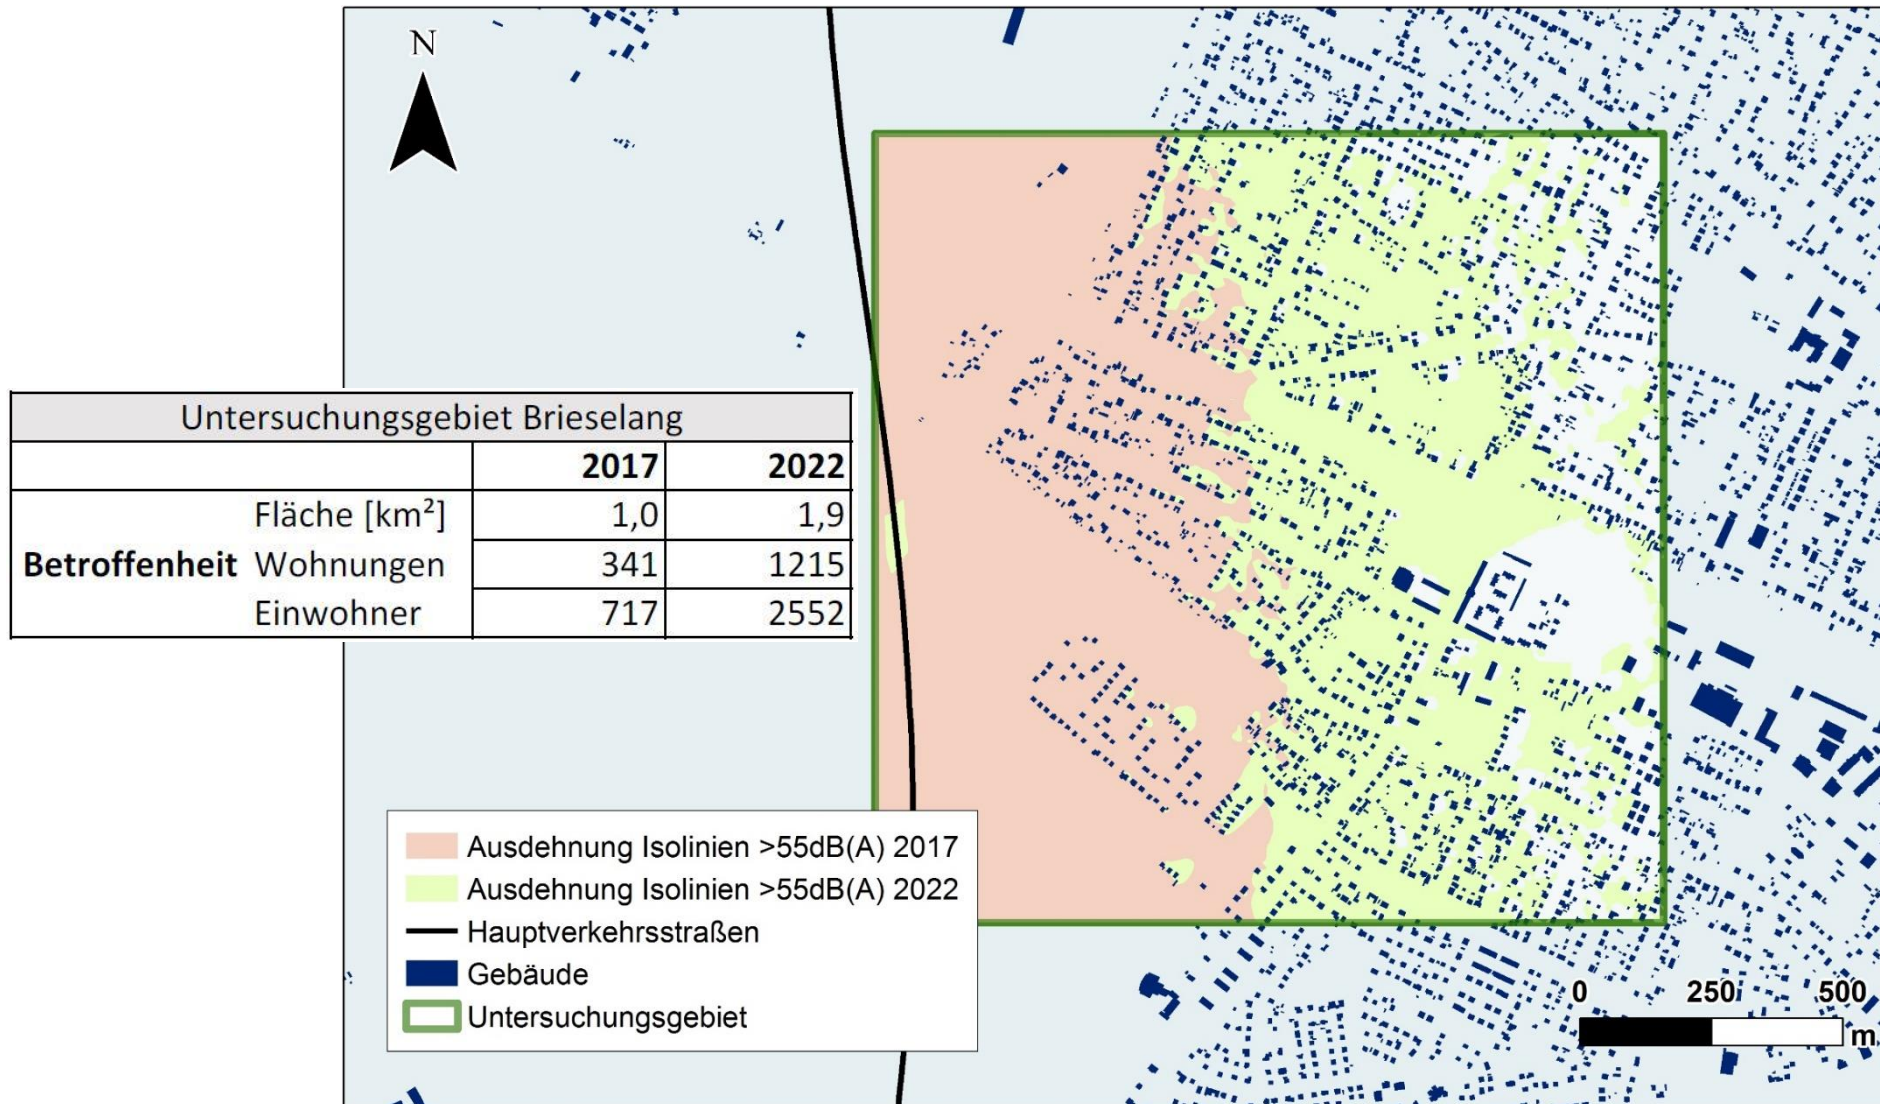 N
Untersuchungsgebiet Brieselang
2017 2022
Fläche [km²] 1,0 1,9
Betroffenheit Wohnungen 341 1215
Einwohner 717 2552
Ausdehnung Isolinien >55dB(A) 2017
Ausdehnung Isolinien >55dB(A) 2022
Hauptverkehrsstraßen
Gebäude
Untersuchungsgebiet
0 250 500
m